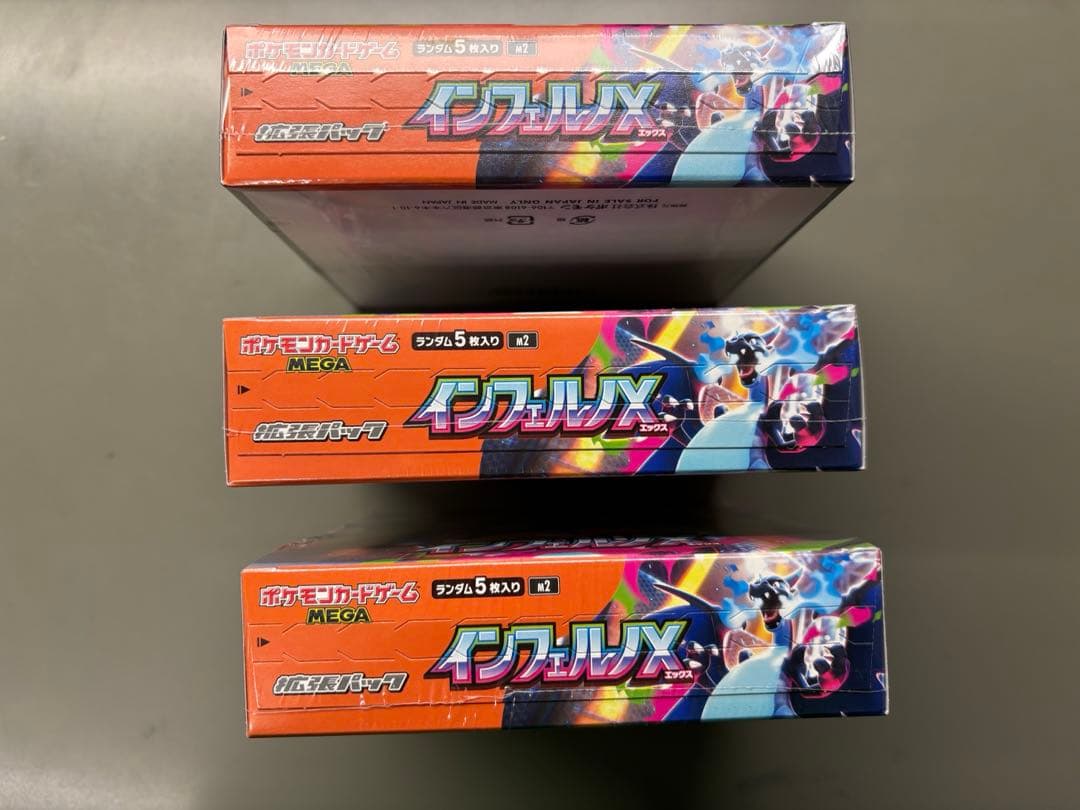 ポケモンカードゲーム
MEGA
ランダム5枚入り M2
インフェルノX
エックス
拡張パック
FOR SALE IN JAPAN ONLY MADE IN JAPAN
ポケモンカードゲーム
MEGA
ランダム5枚入り M2
インフェルノX
エックス
拡張パック
ポケモンカードゲーム
MEGA
ランダム5枚入り M2
インフェルノX
エックス
拡張パック